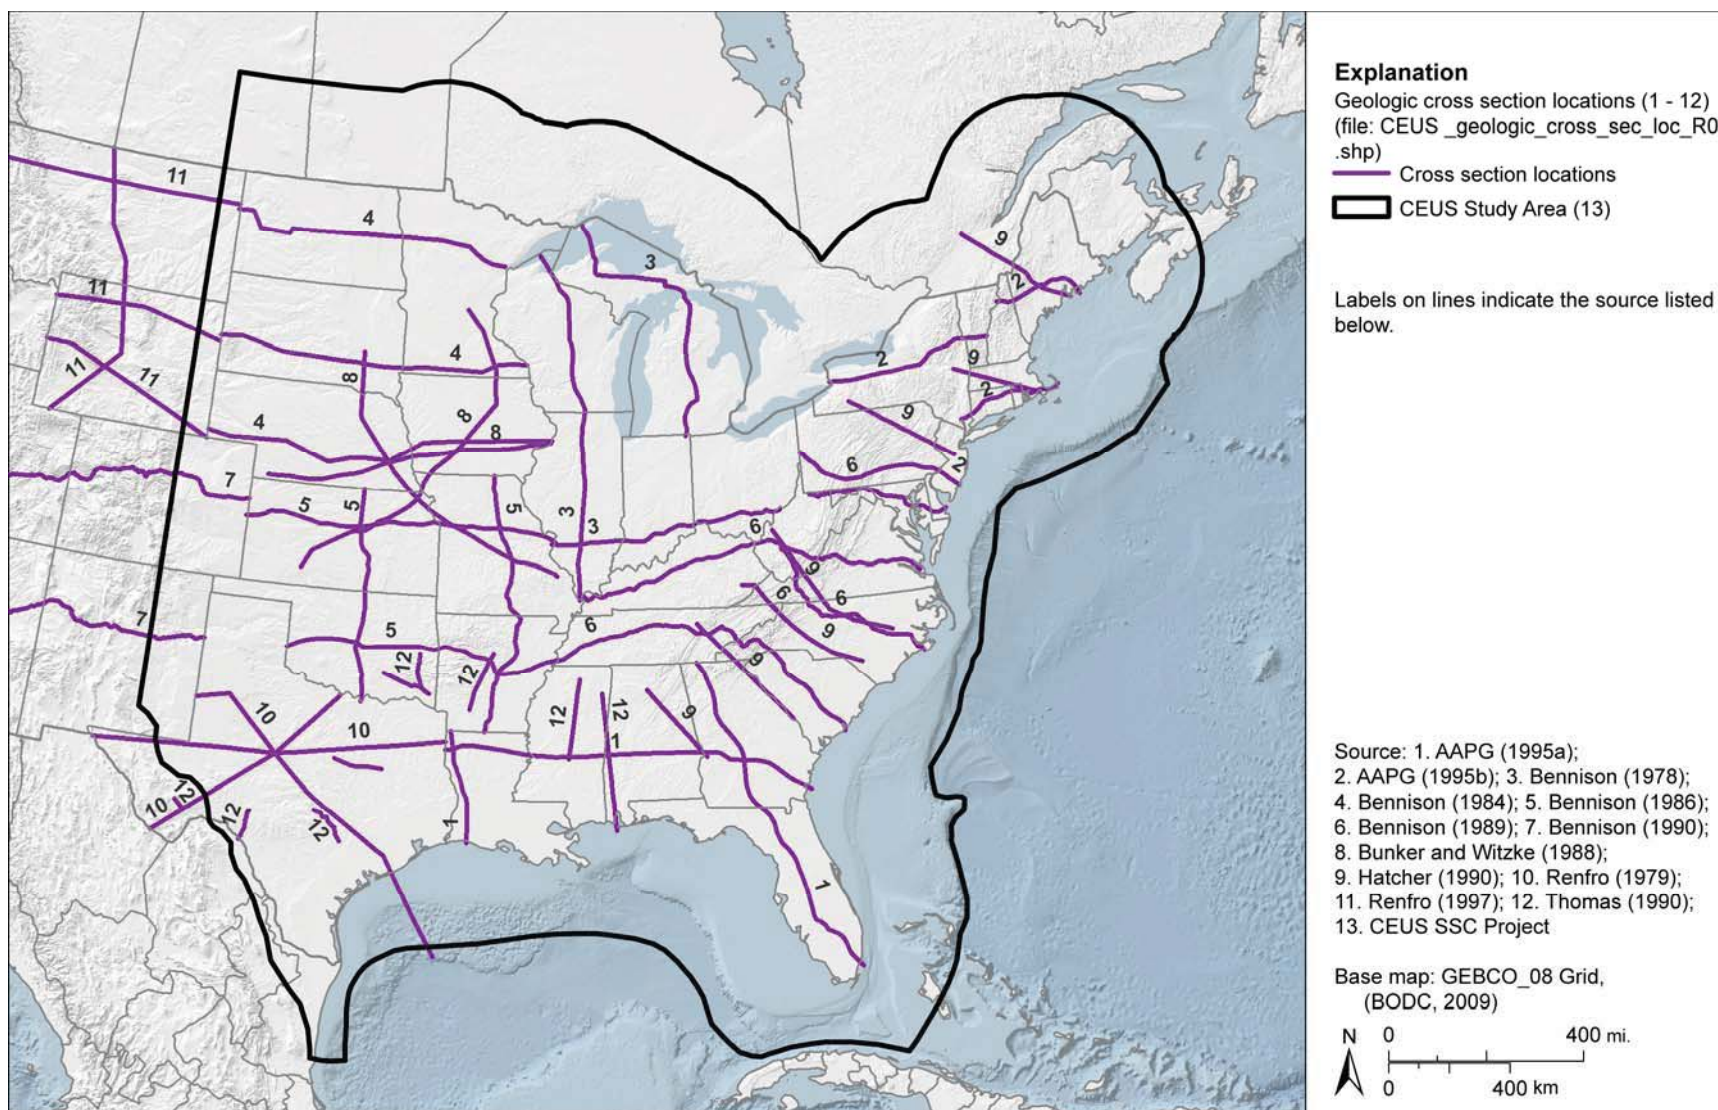 Explanation
Geologic cross section locations (1 - 12)
(file: CEUS _geologic_cross_sec_loc_R0
.shp)
Cross section locations
CEUS Study Area (13)
Labels on lines indicate the source listed
below.
Source: 1. AAPG (1995a);
2. AAPG (1995b); 3. Bennison (1978);
4. Bennison (1984); 5. Bennison (1986);
6. Bennison (1989); 7. Bennison (1990);
8. Bunker and Witzke (1988);
9. Hatcher (1990); 10. Renfro (1979);
11. Renfro (1997); 12. Thomas (1990);
13. CEUS SSC Project
Base map: GEBCO_08 Grid,
(BODC, 2009)
N
0 400 mi.
0 400 km
11
4
3
9
2
11
4
2
9
11
11
8
2
4
8
8
9
7
5
5
5
3
3
6
6
2
9
7
5
6
6
6
9
12
12
9
10
10
12
12
9
1
10
12
12
12
1
1